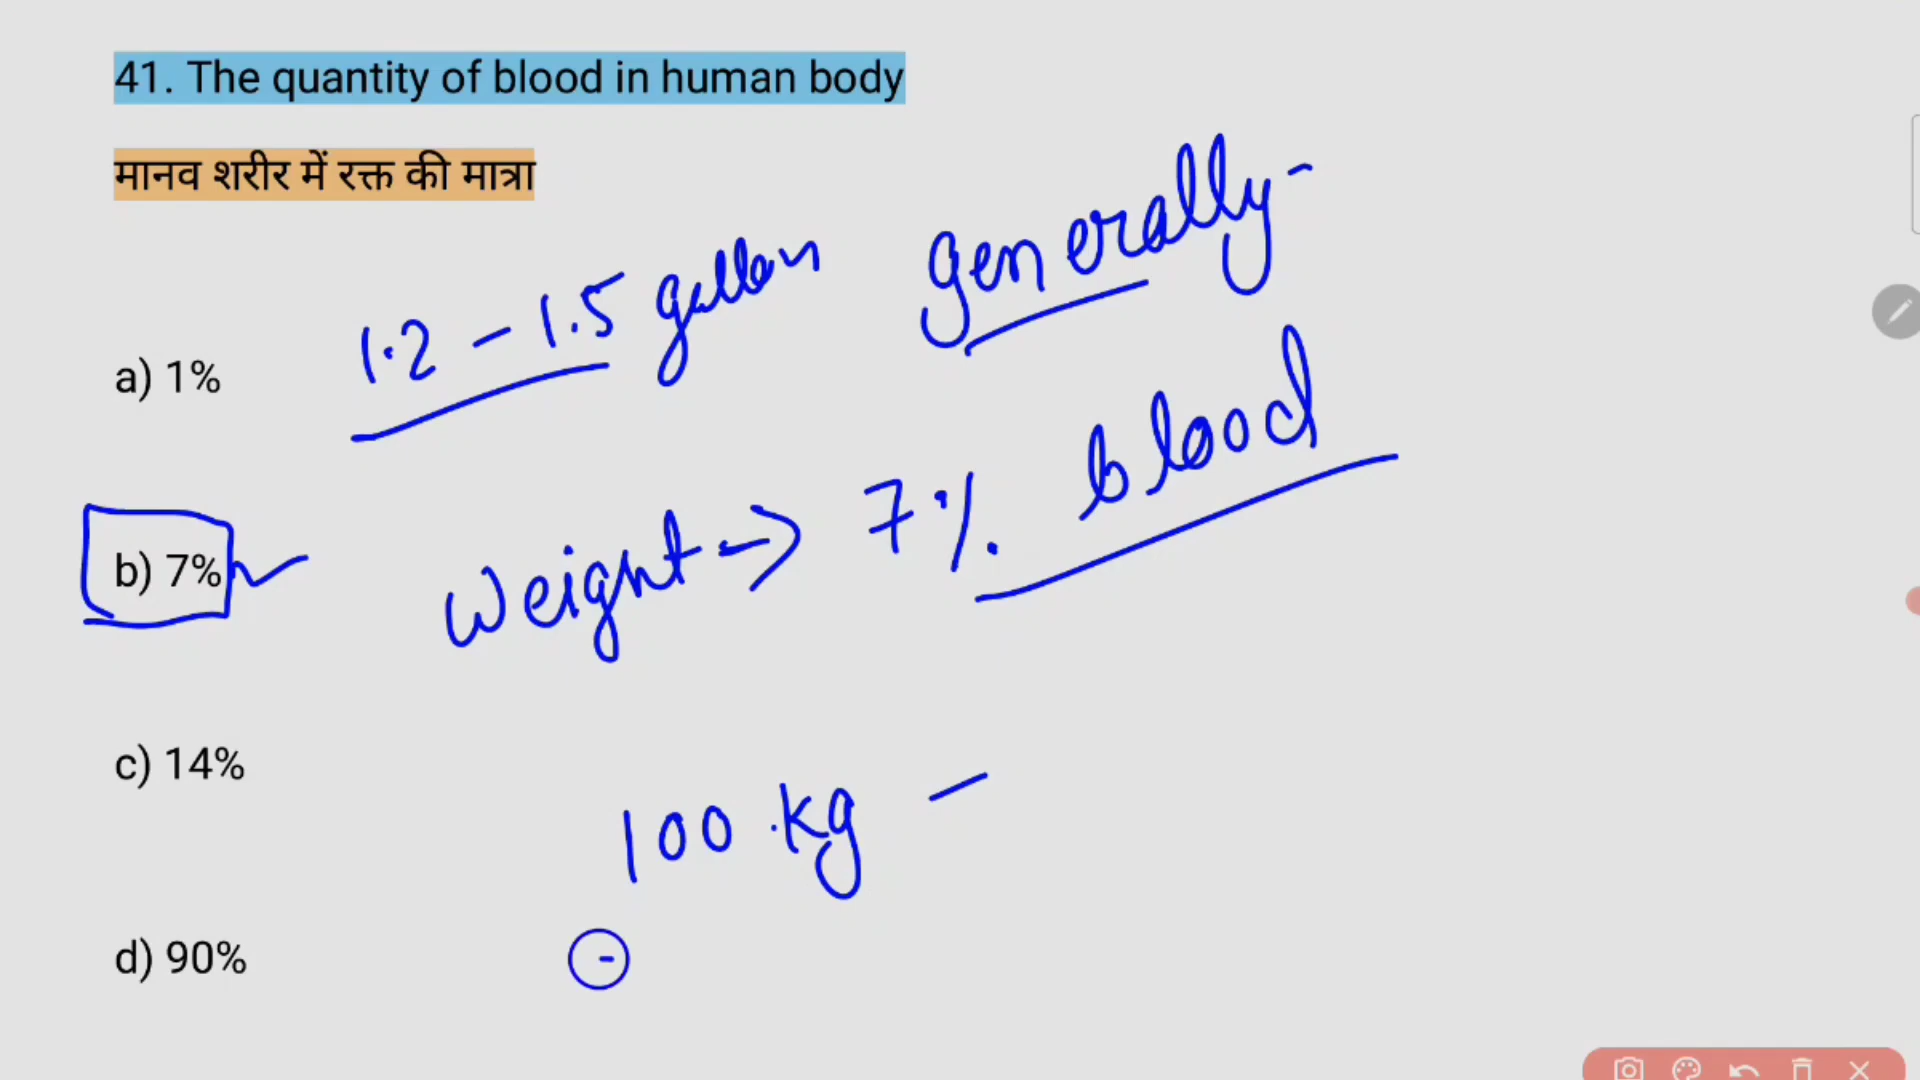 41. The quantity of blood in human body
मानव शरीर में रक्त की मात्रा
generally-
1.2 - 1.5 gallon
a) 1%
weight -> 7% blood
b) 7%
c) 14%
100 kg -
d) 90%